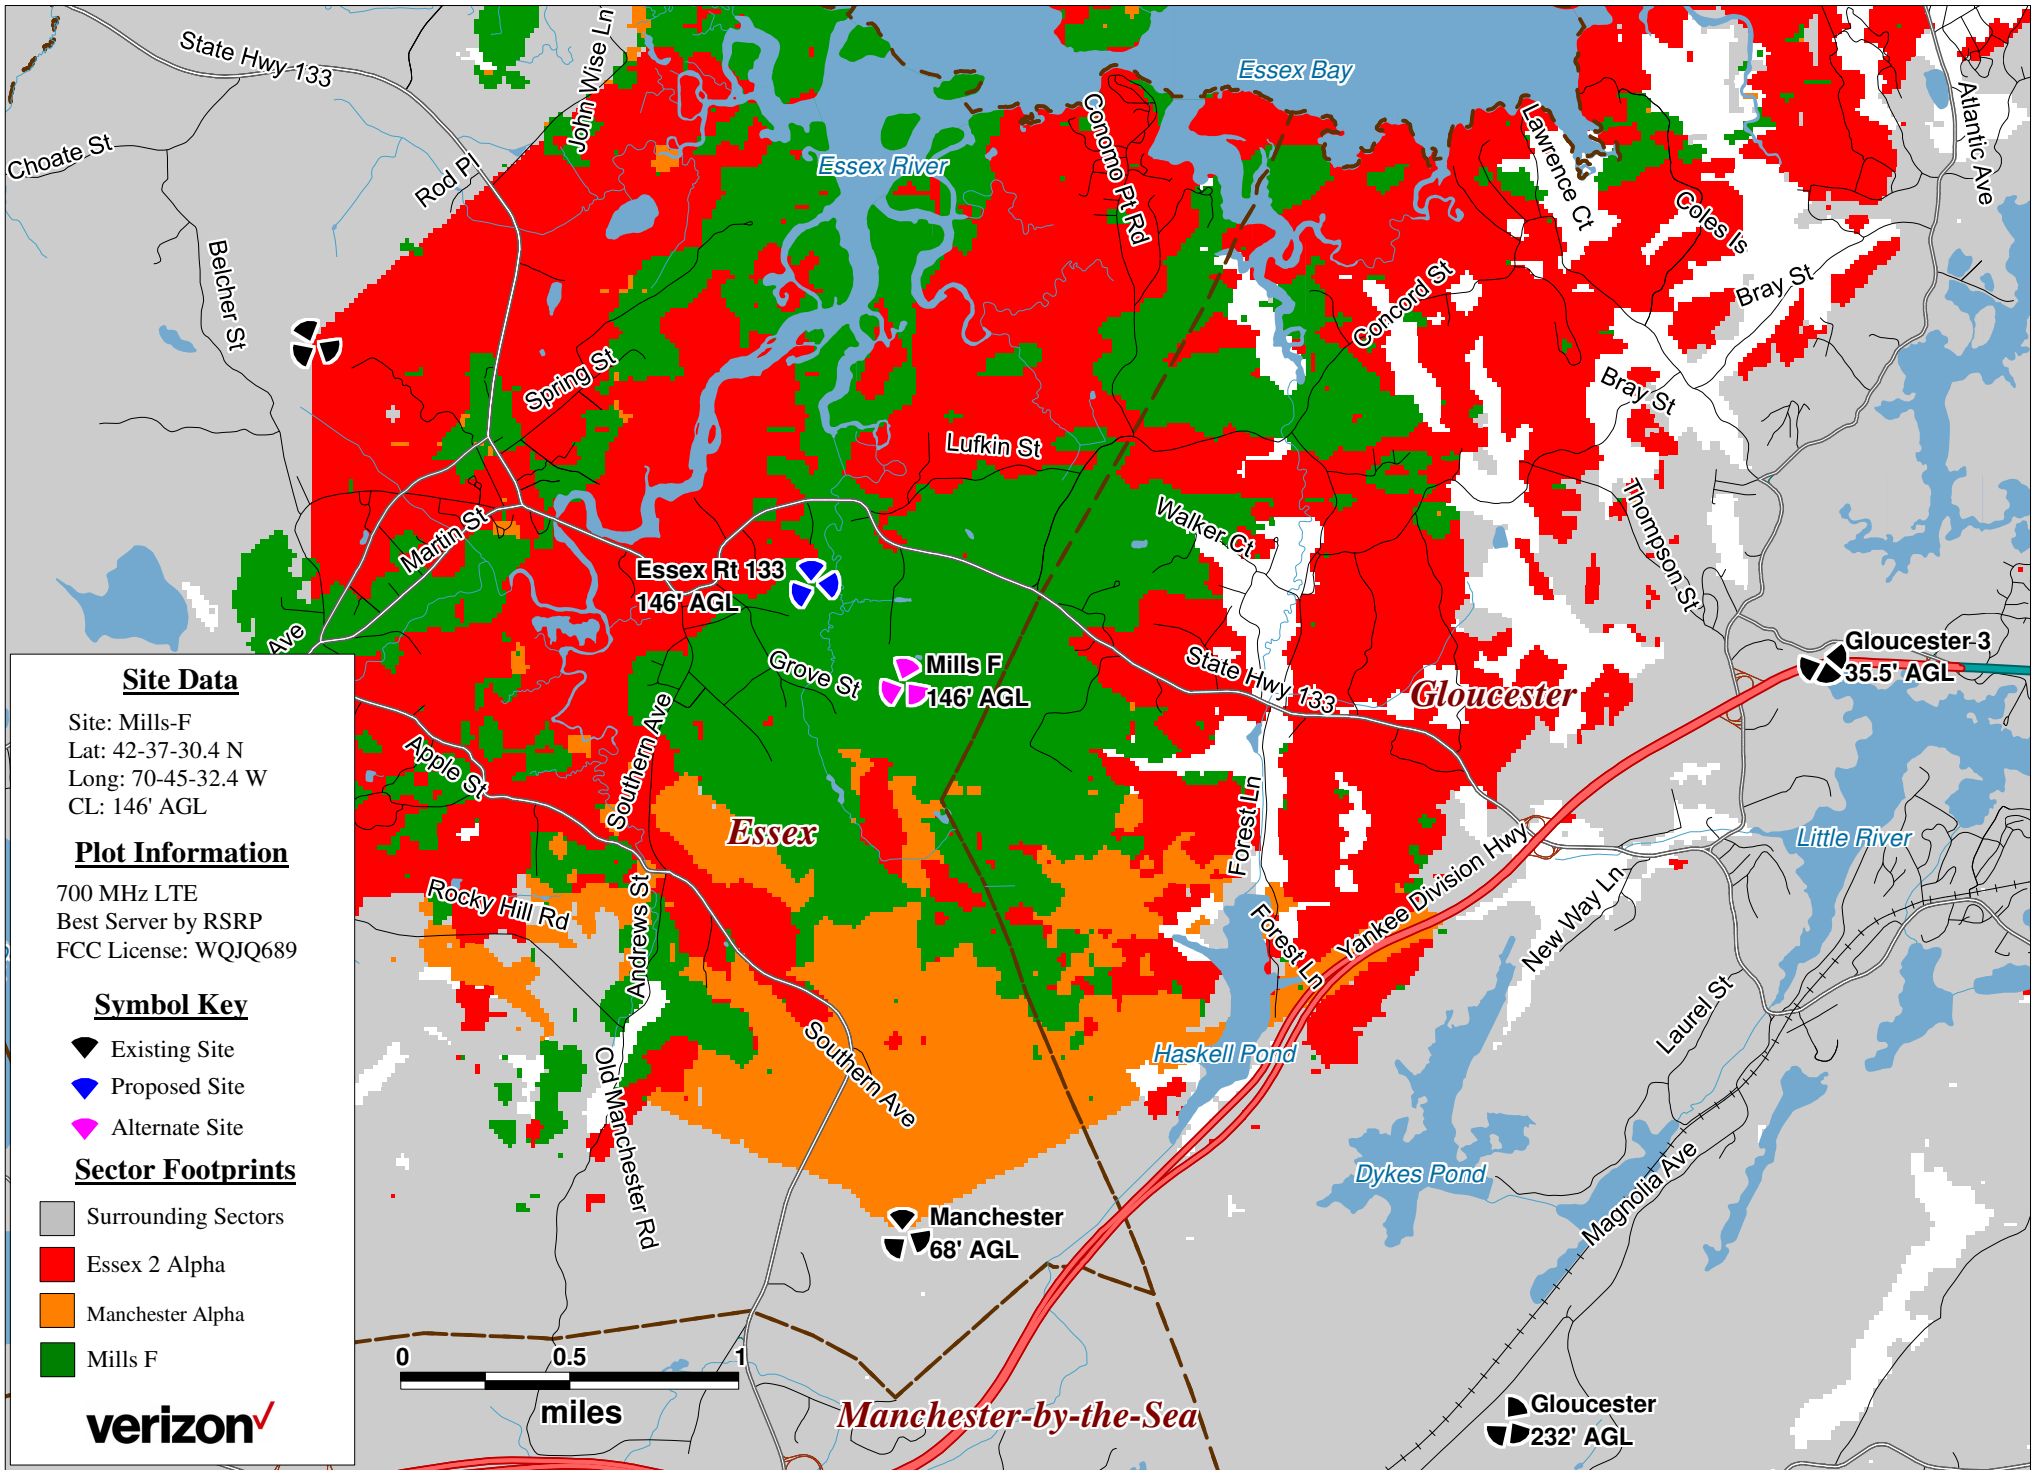 State Hwy 133
John Wise Ln
Choate St
Rod Pl
Belcher St
Essex River
Essex Bay
Conomo Pt Rd
Lawrence Ct
Atlantic Ave
Coles Is
Bray St
Concord St
Bray St
Spring St
Lufkin St
Martin St
Walker Ct
Thompson St
Essex Rt 133
146' AGL
Ave
Grove St
Mills F
146' AGL
State Hwy 133
Gloucester
Gloucester-3
35.5' AGL
Southern Ave
Apple St
Essex
Forest Ln
Yankee Division Hwy
Little River
Rocky Hill Rd
Andrews St
Forest Ln
New Way Ln
Laurel St
Old Manchester Rd
Southern Ave
Haskell Pond
Dykes Pond
Magnolia Ave
Manchester
68' AGL
Manchester-by-the-Sea
Gloucester
232' AGL
Site Data
Site: Mills-F
Lat: 42-37-30.4 N
Long: 70-45-32.4 W
CL: 146' AGL
Plot Information
700 MHz LTE
Best Server by RSRP
FCC License: WQJQ689
Symbol Key
Existing Site
Proposed Site
Alternate Site
Sector Footprints
Surrounding Sectors
Essex 2 Alpha
Manchester Alpha
Mills F
verizon
0 0.5 1
miles